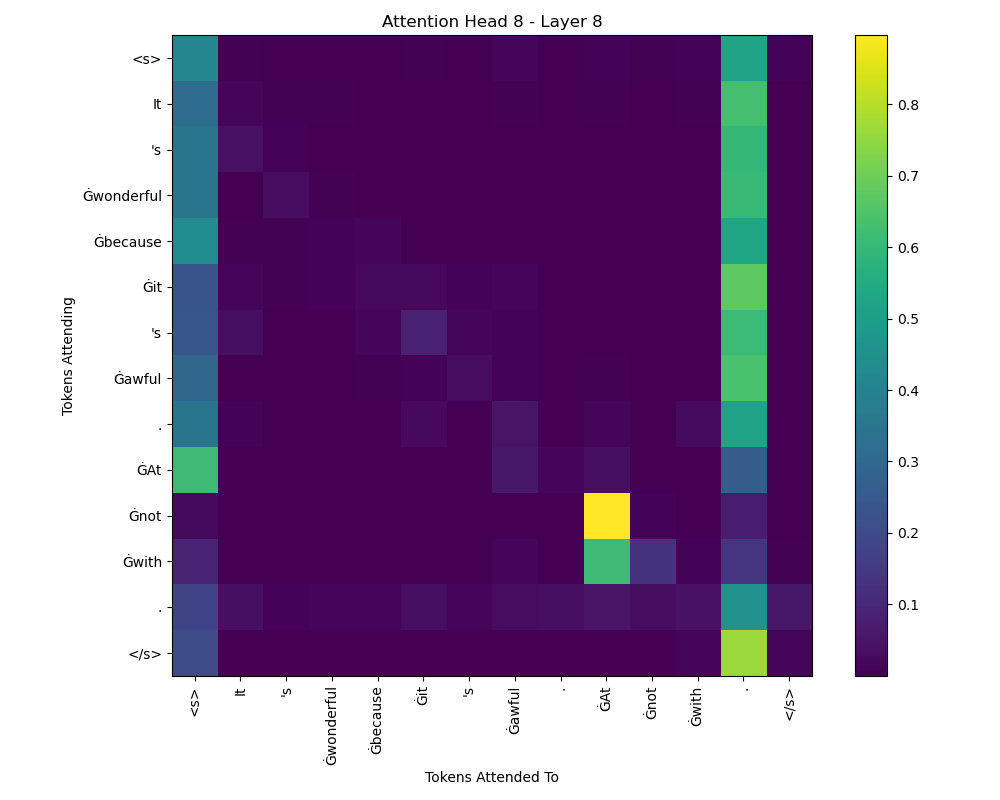 Attention Head 8 - Layer 8
<s>
It
's
Ġwonderful
Ġbecause
Ġit
's
Ġawful
.
ĠAt
Ġnot
Ġwith
.
</s>
Tokens Attending
<s>
It
's
Ġwonderful
Ġbecause
Ġit
's
Ġawful
.
ĠAt
Ġnot
Ġwith
.
</s>
Tokens Attended To
0.8
0.7
0.6
0.5
0.4
0.3
0.2
0.1